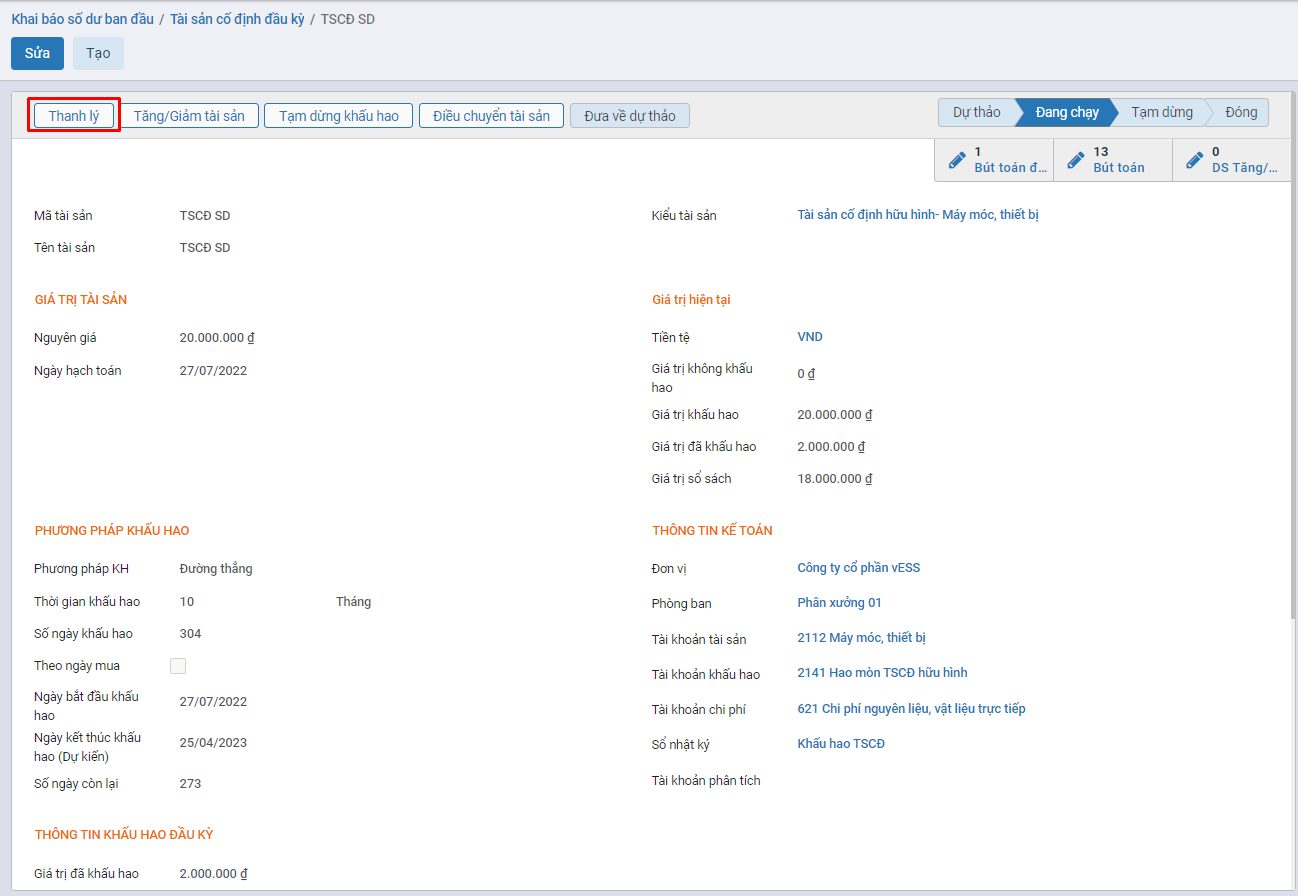 Khai báo số dư ban đầu / Tài sản cố định đầu kỳ / TSCĐ SD
Sửa Tạo
Thanh lý Tăng/Giảm tài sản Tạm dừng khấu hao Điều chuyển tài sản Đưa về dự thảo Dự thảo Đang chạy Tạm dừng Đóng
1 Bút toán đ... 13 Bút toán 0 DS Tăng/...
Mã tài sản TSCĐ SD
Kiểu tài sản Tài sản cố định hữu hình- Máy móc, thiết bị
Tên tài sản TSCĐ SD
GIÁ TRỊ TÀI SẢN
Nguyên giá 20.000.000 ₫
Ngày hạch toán 27/07/2022
Giá trị hiện tại
Tiền tệ VND
Giá trị không khấu
hao 0 ₫
Giá trị khấu hao 20.000.000 ₫
Giá trị đã khấu hao 2.000.000 ₫
Giá trị sổ sách 18.000.000 ₫
PHƯƠNG PHÁP KHẤU HAO
Phương pháp KH Đường thẳng
Thời gian khấu hao 10 Tháng
Số ngày khấu hao 304
Theo ngày mua
Ngày bắt đầu khấu
hao 27/07/2022
Ngày kết thúc khấu
hao (Dự kiến) 25/04/2023
Số ngày còn lại 273
THÔNG TIN KẾ TOÁN
Đơn vị Công ty cổ phần vESS
Phòng ban Phân xưởng 01
Tài khoản tài sản 2112 Máy móc, thiết bị
Tài khoản khấu hao 2141 Hao mòn TSCĐ hữu hình
Tài khoản chi phí 621 Chi phí nguyên liệu, vật liệu trực tiếp
Sổ nhật ký Khấu hao TSCĐ
Tài khoản phân tích
THÔNG TIN KHẤU HAO ĐẦU KỲ
Giá trị đã khấu hao 2.000.000 ₫